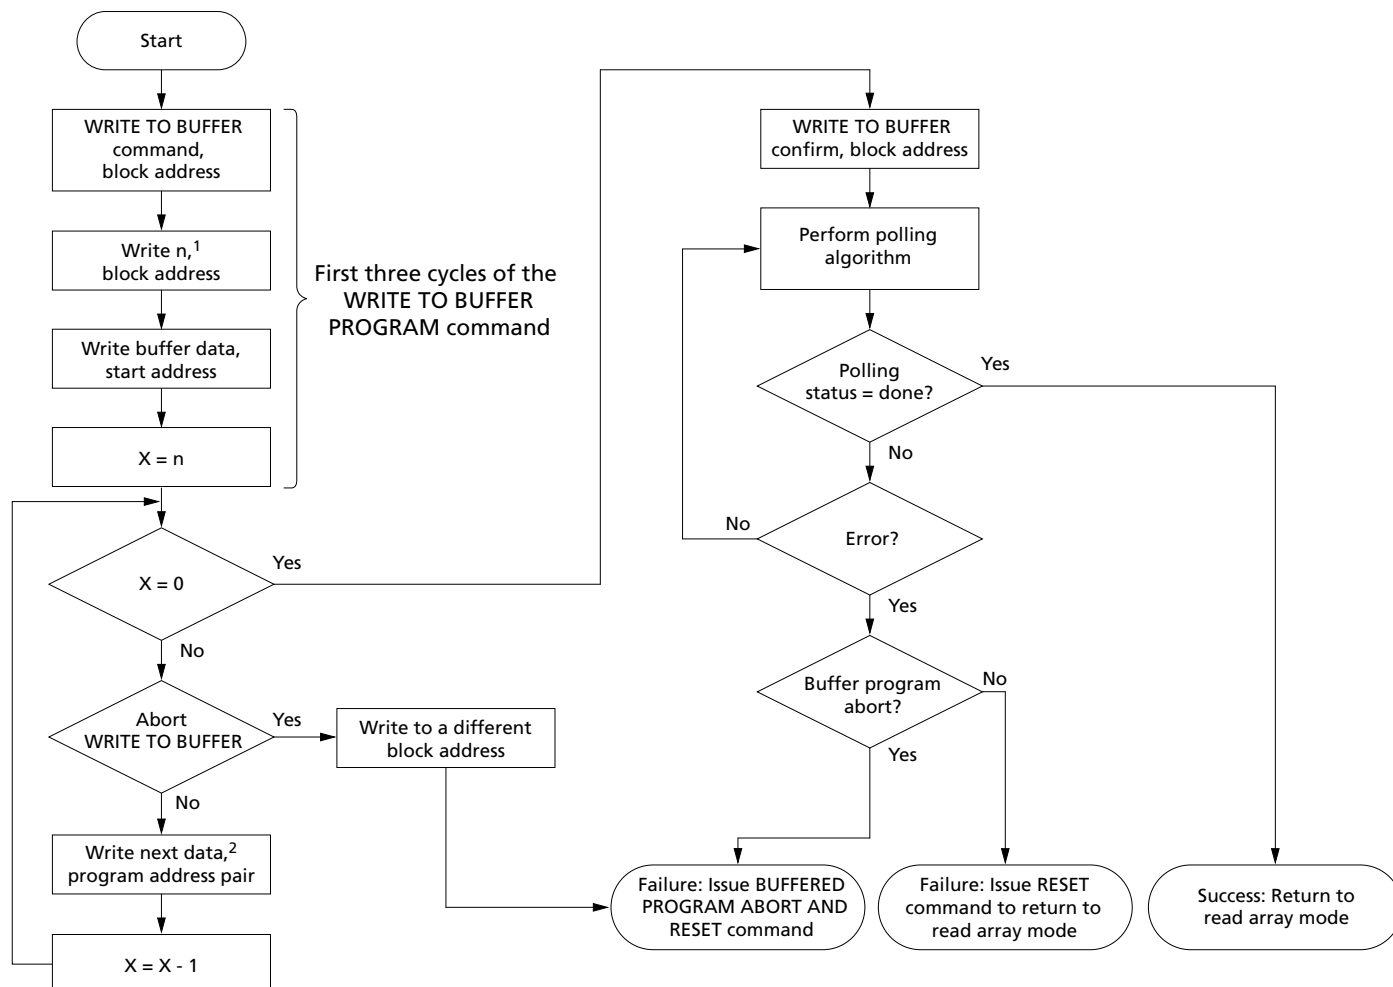 Start
WRITE TO BUFFER
command,
block address
Write n,1
block address
Write buffer data,
start address
X = n
First three cycles of the
WRITE TO BUFFER
PROGRAM command
X = 0
Yes
No
Abort
WRITE TO BUFFER
Yes
Write to a different
block address
No
Write next data,2
program address pair
X = X - 1
WRITE TO BUFFER
confirm, block address
Perform polling
algorithm
Polling
status = done?
Yes
No
Error?
No
Yes
Buffer program
abort?
No
Yes
Failure: Issue BUFFERED
PROGRAM ABORT AND
RESET command
Failure: Issue RESET
command to return to
read array mode
Success: Return to
read array mode